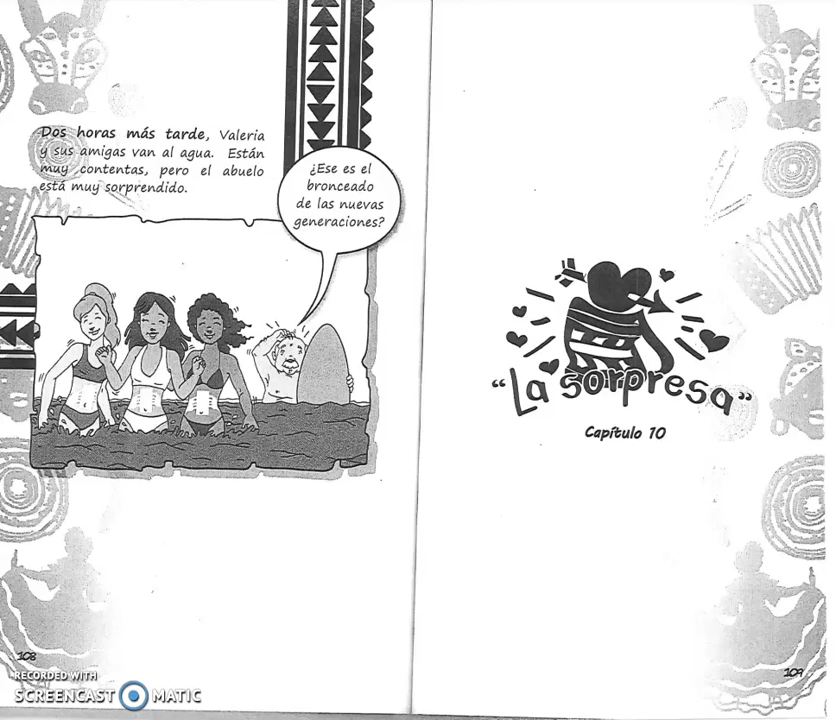 Dos horas más tarde, Valeria
y sus amigas van al agua. Están
muy contentas, pero el abuelo
está muy sorprendido.
¿Ese es el
bronceado
de las nuevas
generaciones?
108
RECORDED WITH
SCREENCAST MATIC
“La sorpresa”
Capítulo 10
109